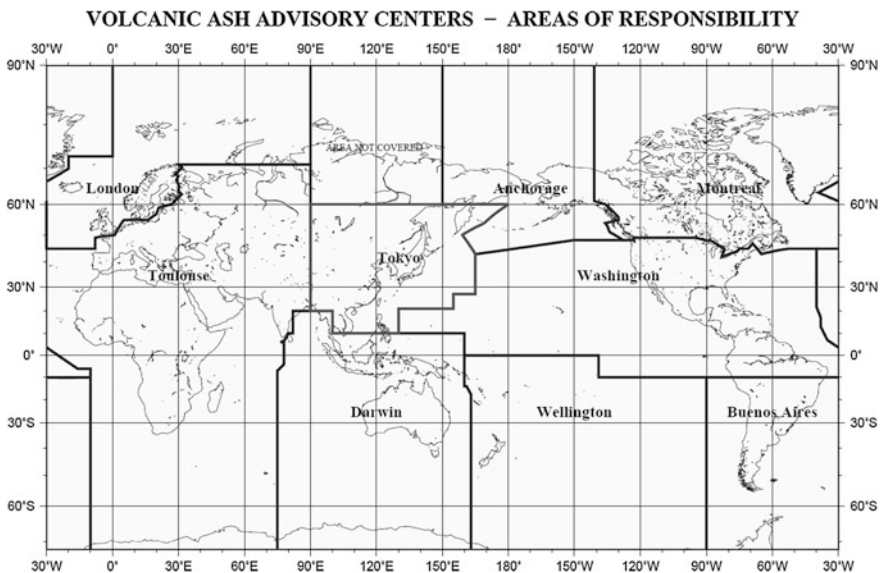 VOLCANIC ASH ADVISORY CENTERS – AREAS OF RESPONSIBILITY
30°W 0° 30°E 60°E 90°E 120°E 150°E 180° 150°W 120°W 90°W 60°W 30°W
90°N 90°N
AREA NOT COVERED
London Anchorage Montreal
60°N 60°N
Tokyo
Toulouse Washington
30°N 30°N
0° 0°
Darwin Wellington Buenos Aires
30°S 30°S
60°S 60°S
30°W 0° 30°E 60°E 90°E 120°E 150°E 180° 150°W 120°W 90°W 60°W 30°W